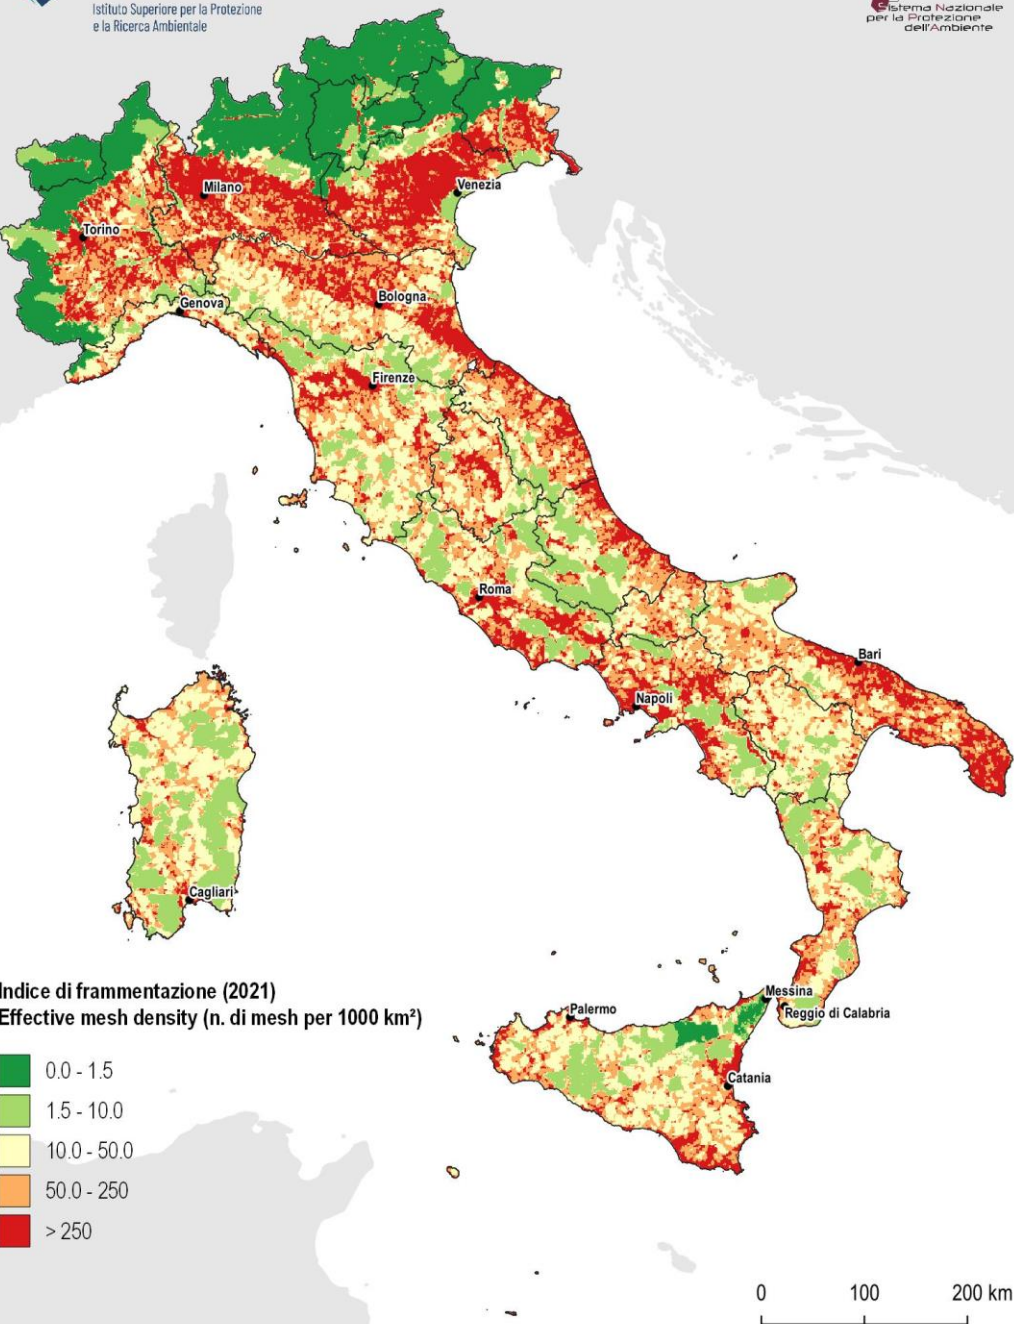 Istituto Superiore per la Protezione
e la Ricerca Ambientale
Sistema Nazionale
per la Protezione
dell'Ambiente
Milano
Venezia
Torino
Genova
Bologna
Firenze
Roma
Bari
Napoli
Cagliari
Messina
Reggio di Calabria
Palermo
Catania
Indice di frammentazione (2021)
Effective mesh density (n. di mesh per 1000 km²)
0.0 - 1.5
1.5 - 10.0
10.0 - 50.0
50.0 - 250
> 250
0 100 200 km